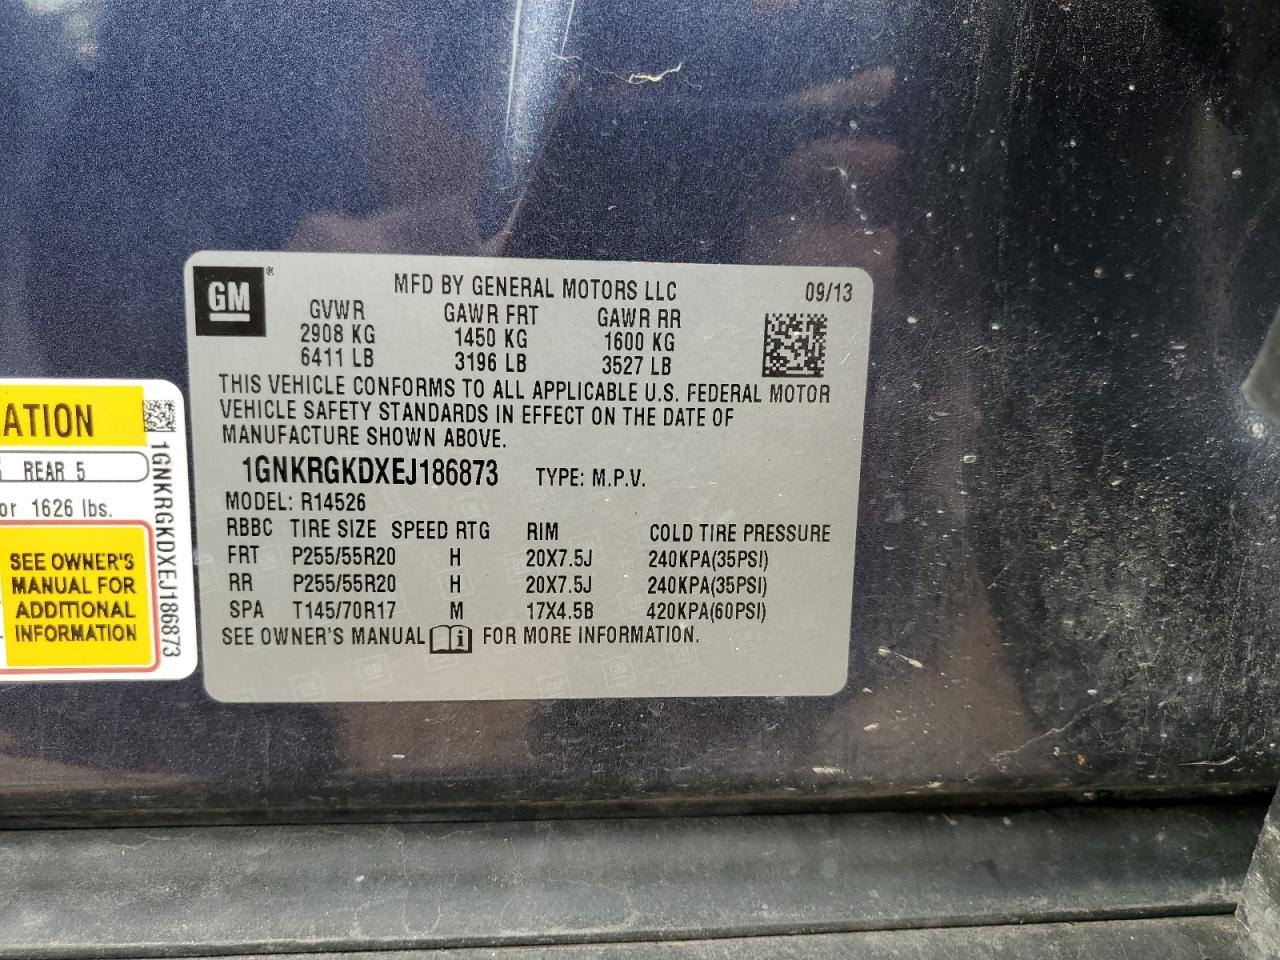 GM ®
MFD BY GENERAL MOTORS LLC 09/13
GVWR GAWR FRT GAWR RR
2908 KG 1450 KG 1600 KG
6411 LB 3196 LB 3527 LB
THIS VEHICLE CONFORMS TO ALL APPLICABLE U.S. FEDERAL MOTOR
VEHICLE SAFETY STANDARDS IN EFFECT ON THE DATE OF
MANUFACTURE SHOWN ABOVE.
1GNKRGKDXEJ186873 TYPE: M.P.V.
MODEL: R14526
RBBC TIRE SIZE SPEED RTG RIM COLD TIRE PRESSURE
FRT P255/55R20 H 20X7.5J 240KPA(35PSI)
RR P255/55R20 H 20X7.5J 240KPA(35PSI)
SPA T145/70R17 M 17X4.5B 420KPA(60PSI)
SEE OWNER'S MANUAL i FOR MORE INFORMATION.
ATION
REAR 5
or 1626 lbs.
SEE OWNER'S
MANUAL FOR
ADDITIONAL
INFORMATION
1GNKRGKDXEJ186873